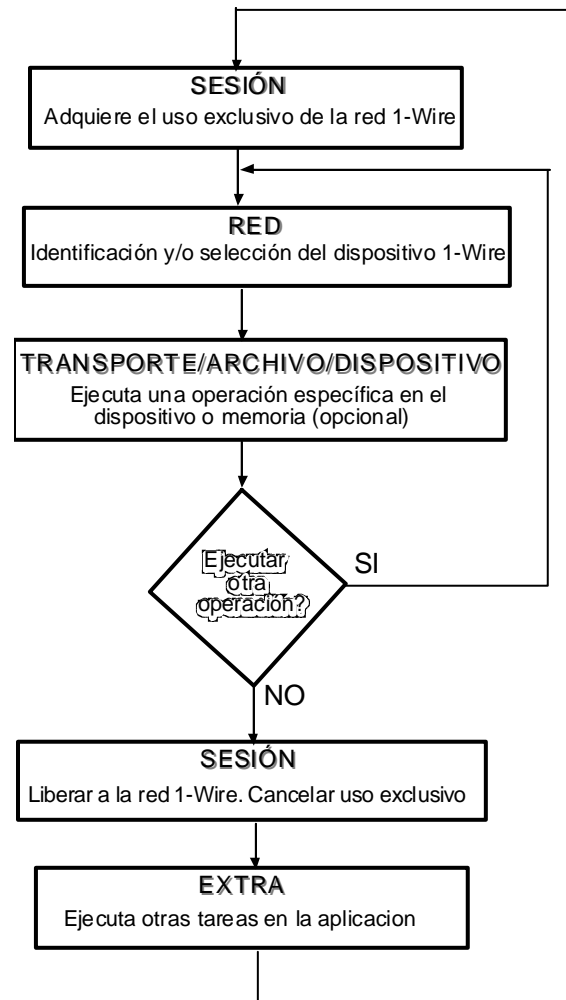 SESIÓN
Adquiere el uso exclusivo de la red 1-Wire
RED
Identificación y/o selección del dispositivo 1-Wire
TRANSPORTE/ARCHIVO/DISPOSITIVO
Ejecuta una operación específica en el
dispositivo o memoria (opcional)
Ejecutar
otra
operación?
SI
NO
SESIÓN
Liberar a la red 1-Wire. Cancelar uso exclusivo
EXTRA
Ejecuta otras tareas en la aplicacion